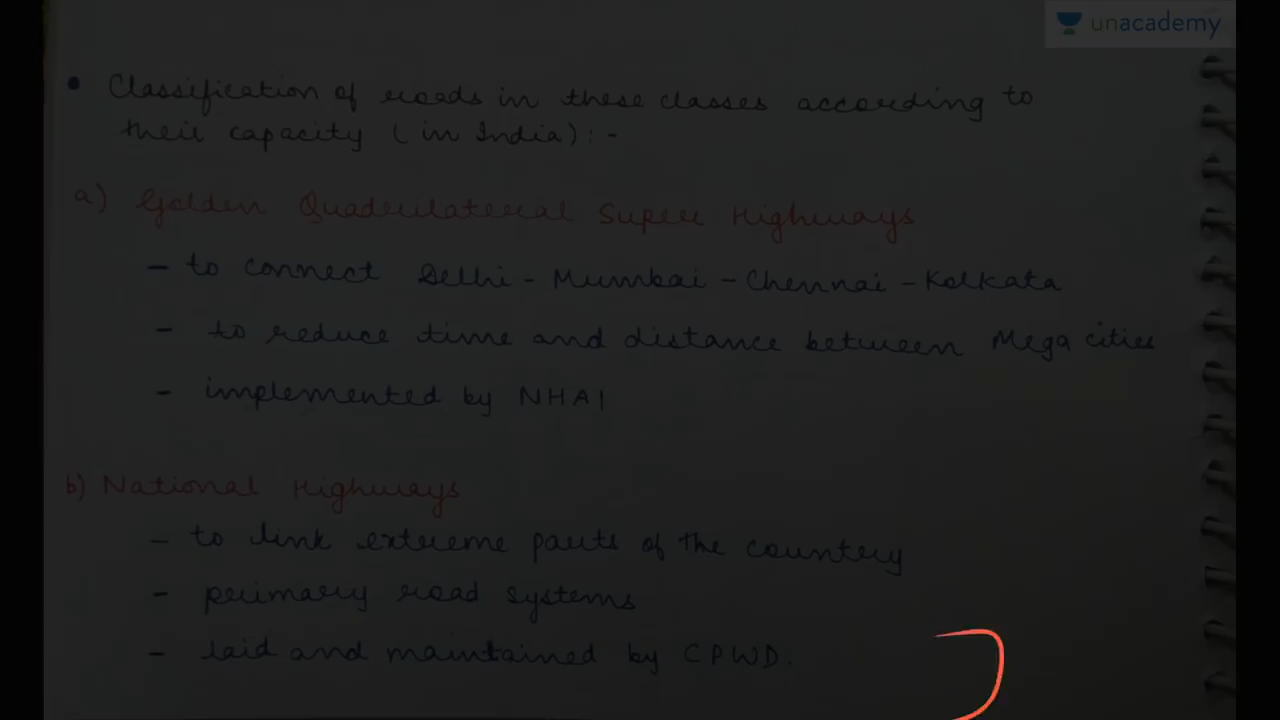 unacademy
• Classification of roads in these classes according to
their capacity (in India):-
a) Golden Quadrilateral Super Highways
- to connect Delhi - Mumbai - Chennai - Kolkata
- to reduce time and distance between Mega cities
- implemented by NHAI
b) National Highways
- to link extreme parts of the country
- primary road systems
- laid and maintained by CPWD.